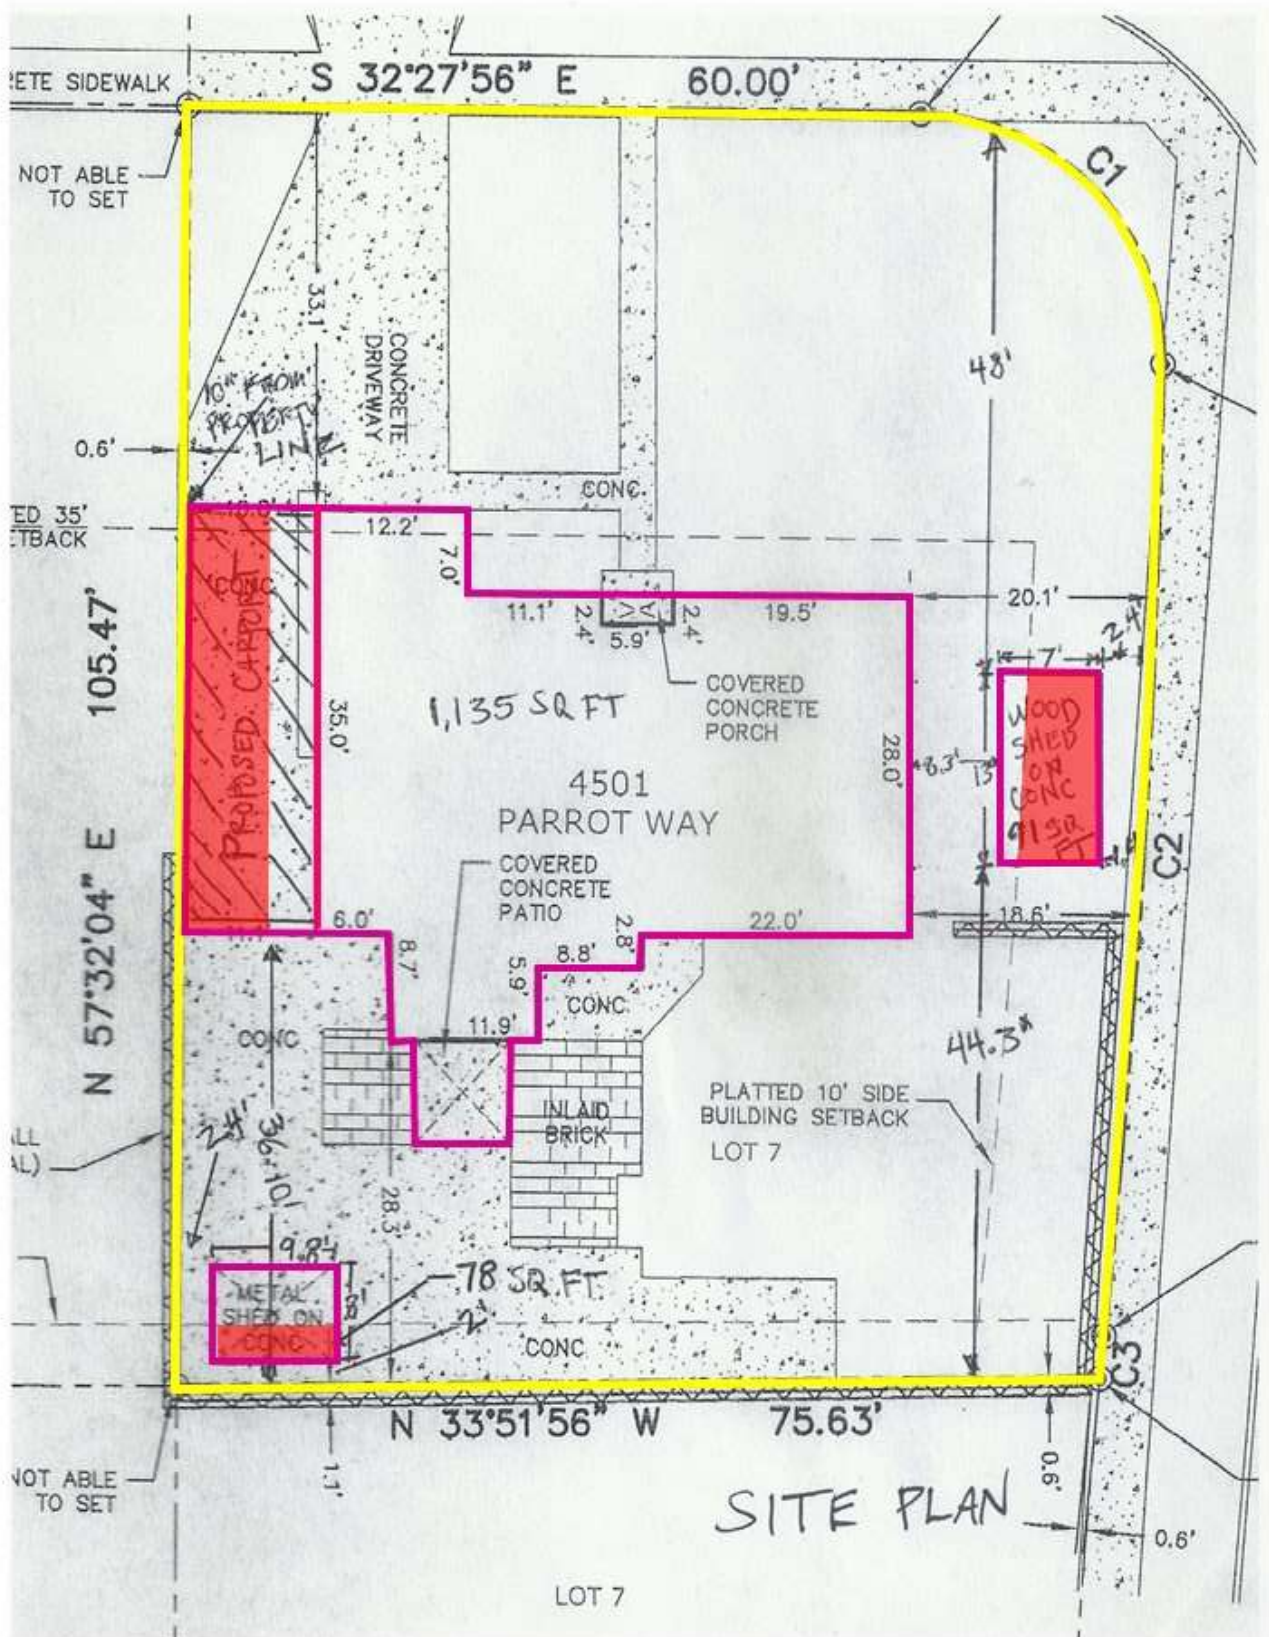 S 32°27'56" E 60.00'
ETE SIDEWALK
C1
NOT ABLE
TO SET
33.1
CONCRETE
DRIVEWAY
48'
10" FROM
PROPERTY
LINE
0.6'
CONC.
ED 35'
ETBACK
12.2'
7.0'
CONC
PROPOSED CARPORT
11.1'
2.4'
5.9'
2.4'
19.5'
20.1'
7'
COVERED
CONCRETE
PORCH
1,135 SQ FT
35.0'
28.0'
8.3'
13'
WOOD
SHED
ON
CONC
91 SQ
FT
4501
PARROT WAY
N 57°32'04" E 105.47'
C2
COVERED
CONCRETE
PATIO
6.0'
8.7'
2.8'
22.0'
18.6'
8.8'
5.9'
CONC
11.9'
CONC
44.3"
INLAID
BRICK
PLATTED 10' SIDE
BUILDING SETBACK
LOT 7
ALL
AL)
36-10'
28.3'
9.8'
78 SQ.FT.
METAL
SHED ON
CONC
8'
2'
CONC
C3
N 33°51'56" W 75.63'
NOT ABLE
TO SET
1.1'
0.6'
SITE PLAN
0.6'
LOT 7